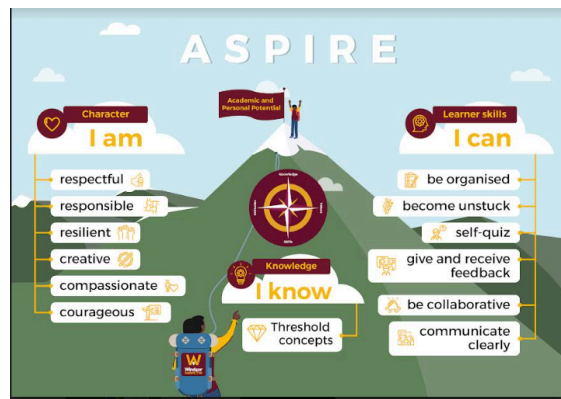 ASPIRE
Academic and
Personal Potential
Character
I am
respectful
responsible
resilient
creative
compassionate
courageous
Knowledge
Skills
Knowledge
I know
Threshold
concepts
Learner skills
I can
be organised
become unstuck
self-quiz
give and receive
feedback
be collaborative
communicate
clearly
W
Windsor